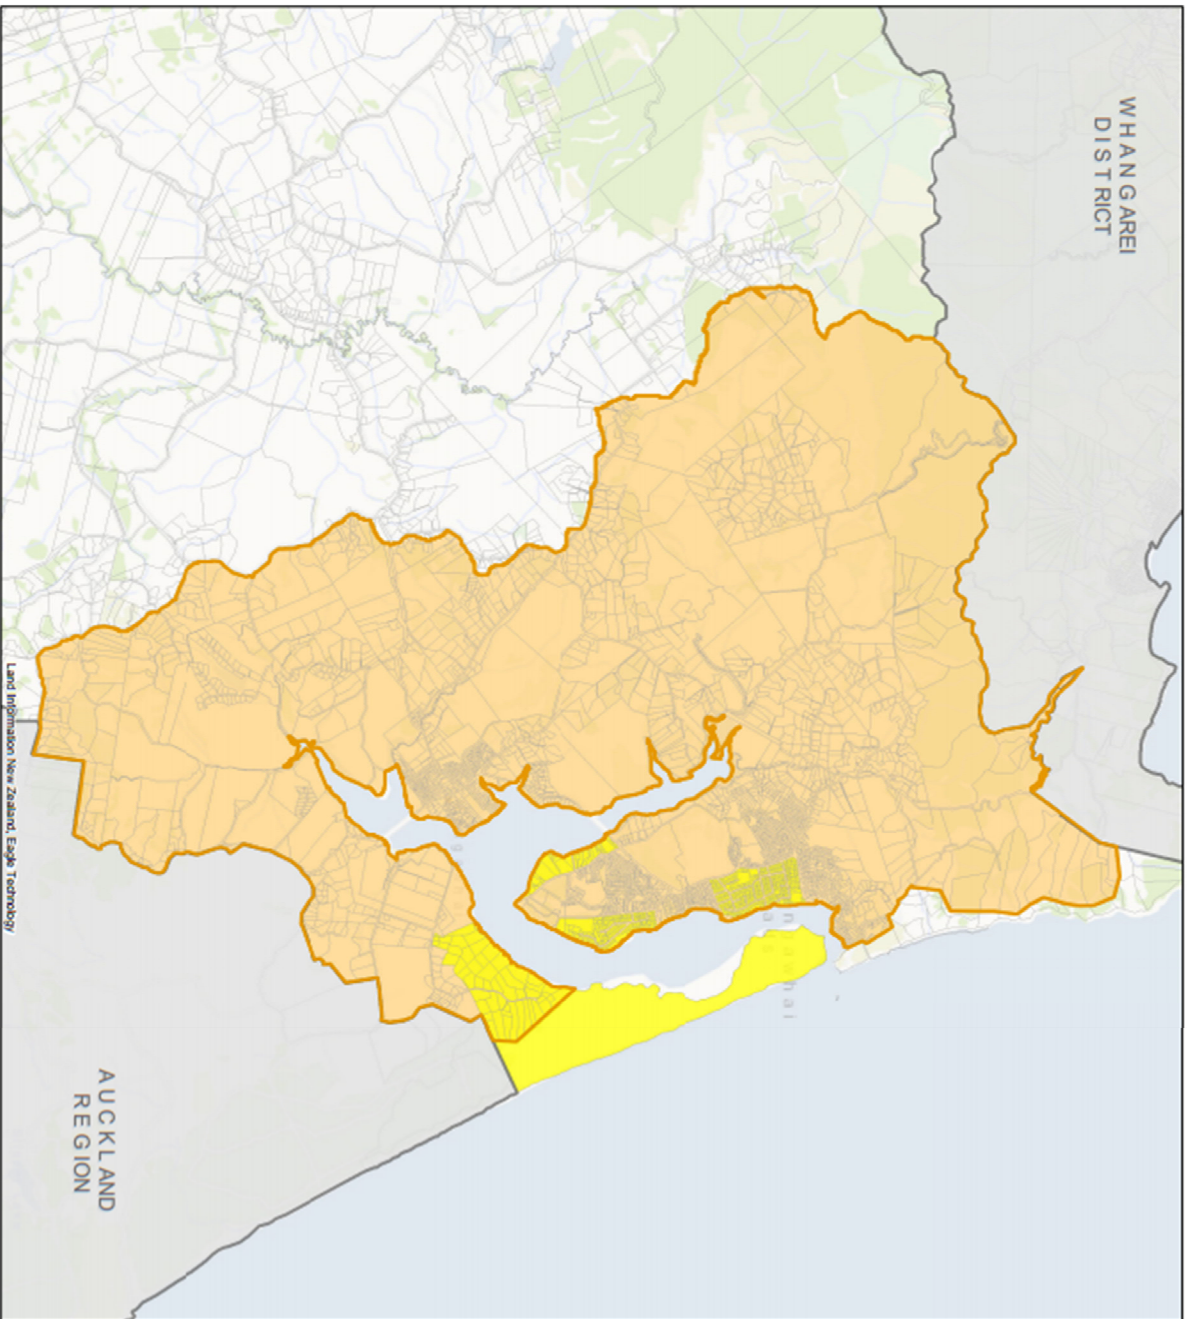 WHANGAREI
DISTRICT
AUCKLAND
REGION
Land Information New Zealand, Eagle Technology